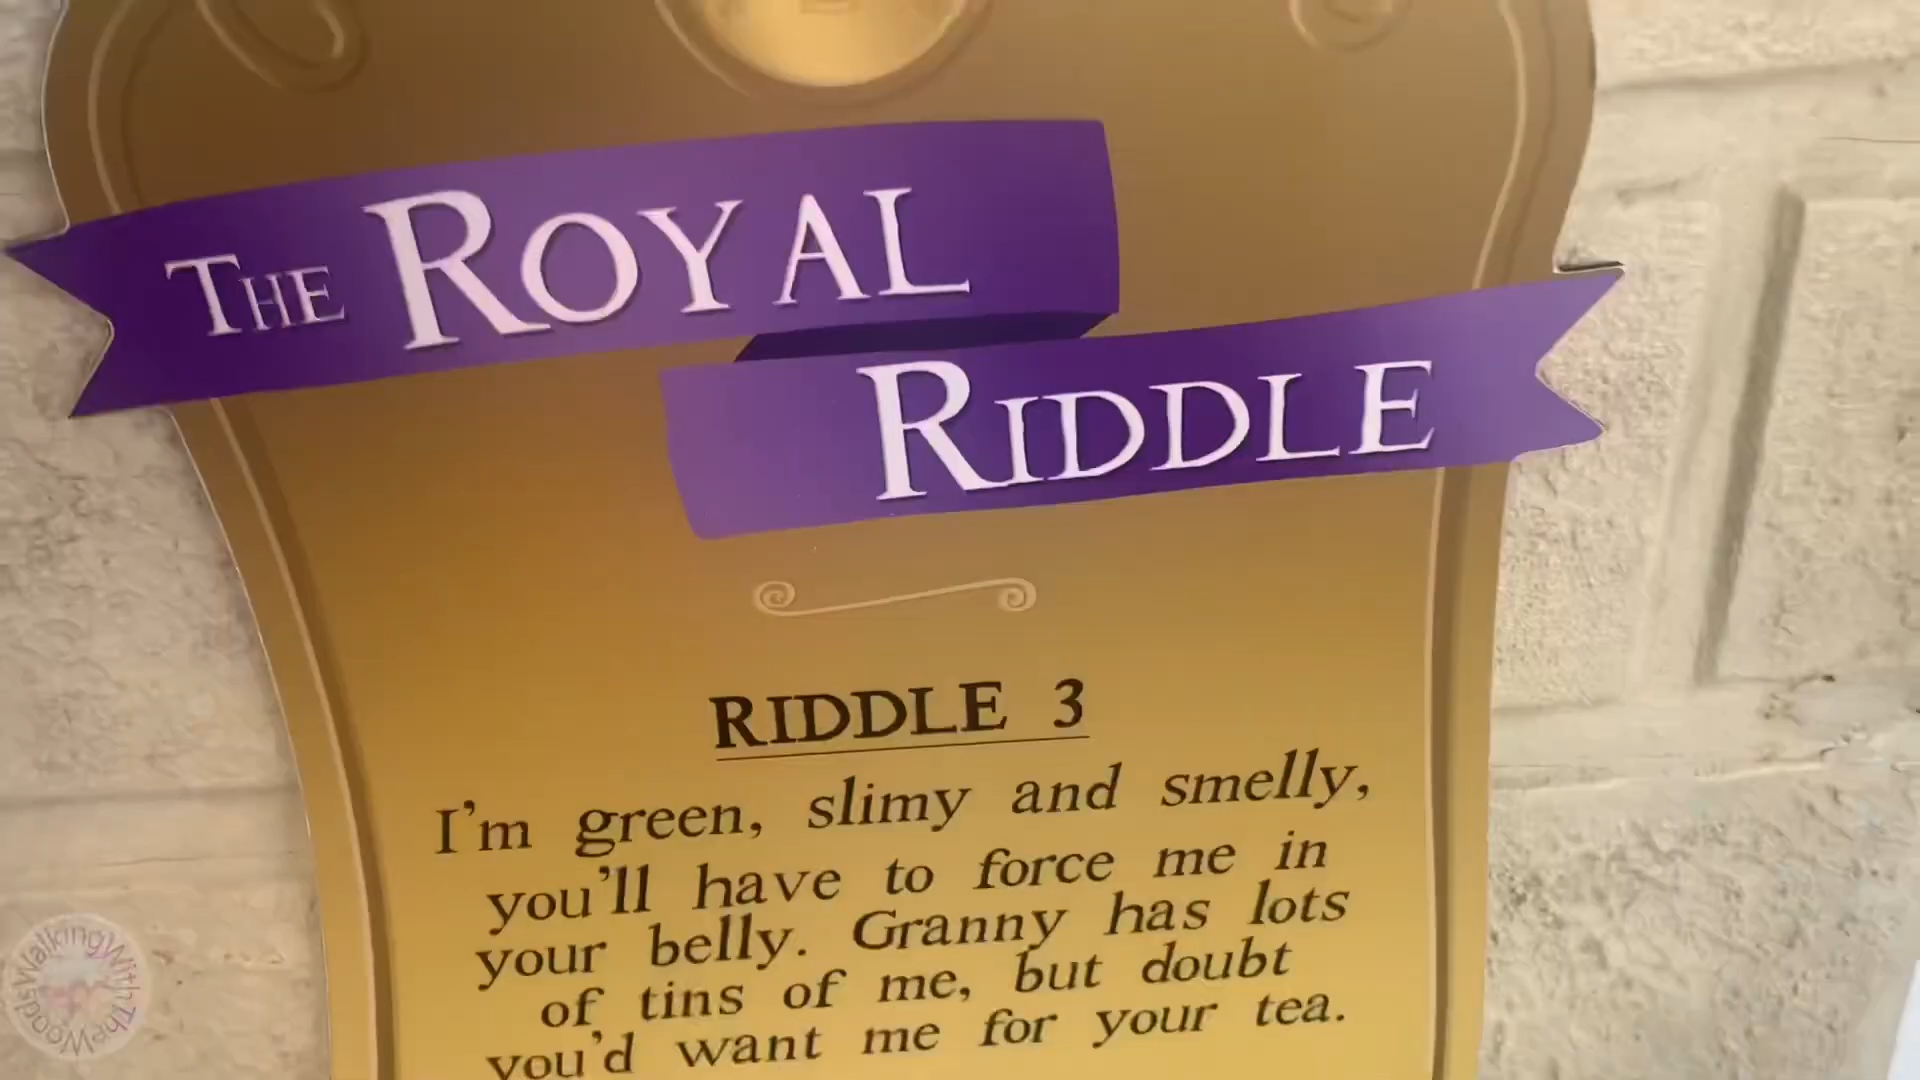 THE ROYAL
RIDDLE
RIDDLE 3
I'm green, slimy and smelly,
you'll have to force me in
your belly. Granny has lots
of tins of me, but doubt
you'd want me for your tea.
WalkingWithTheWoods